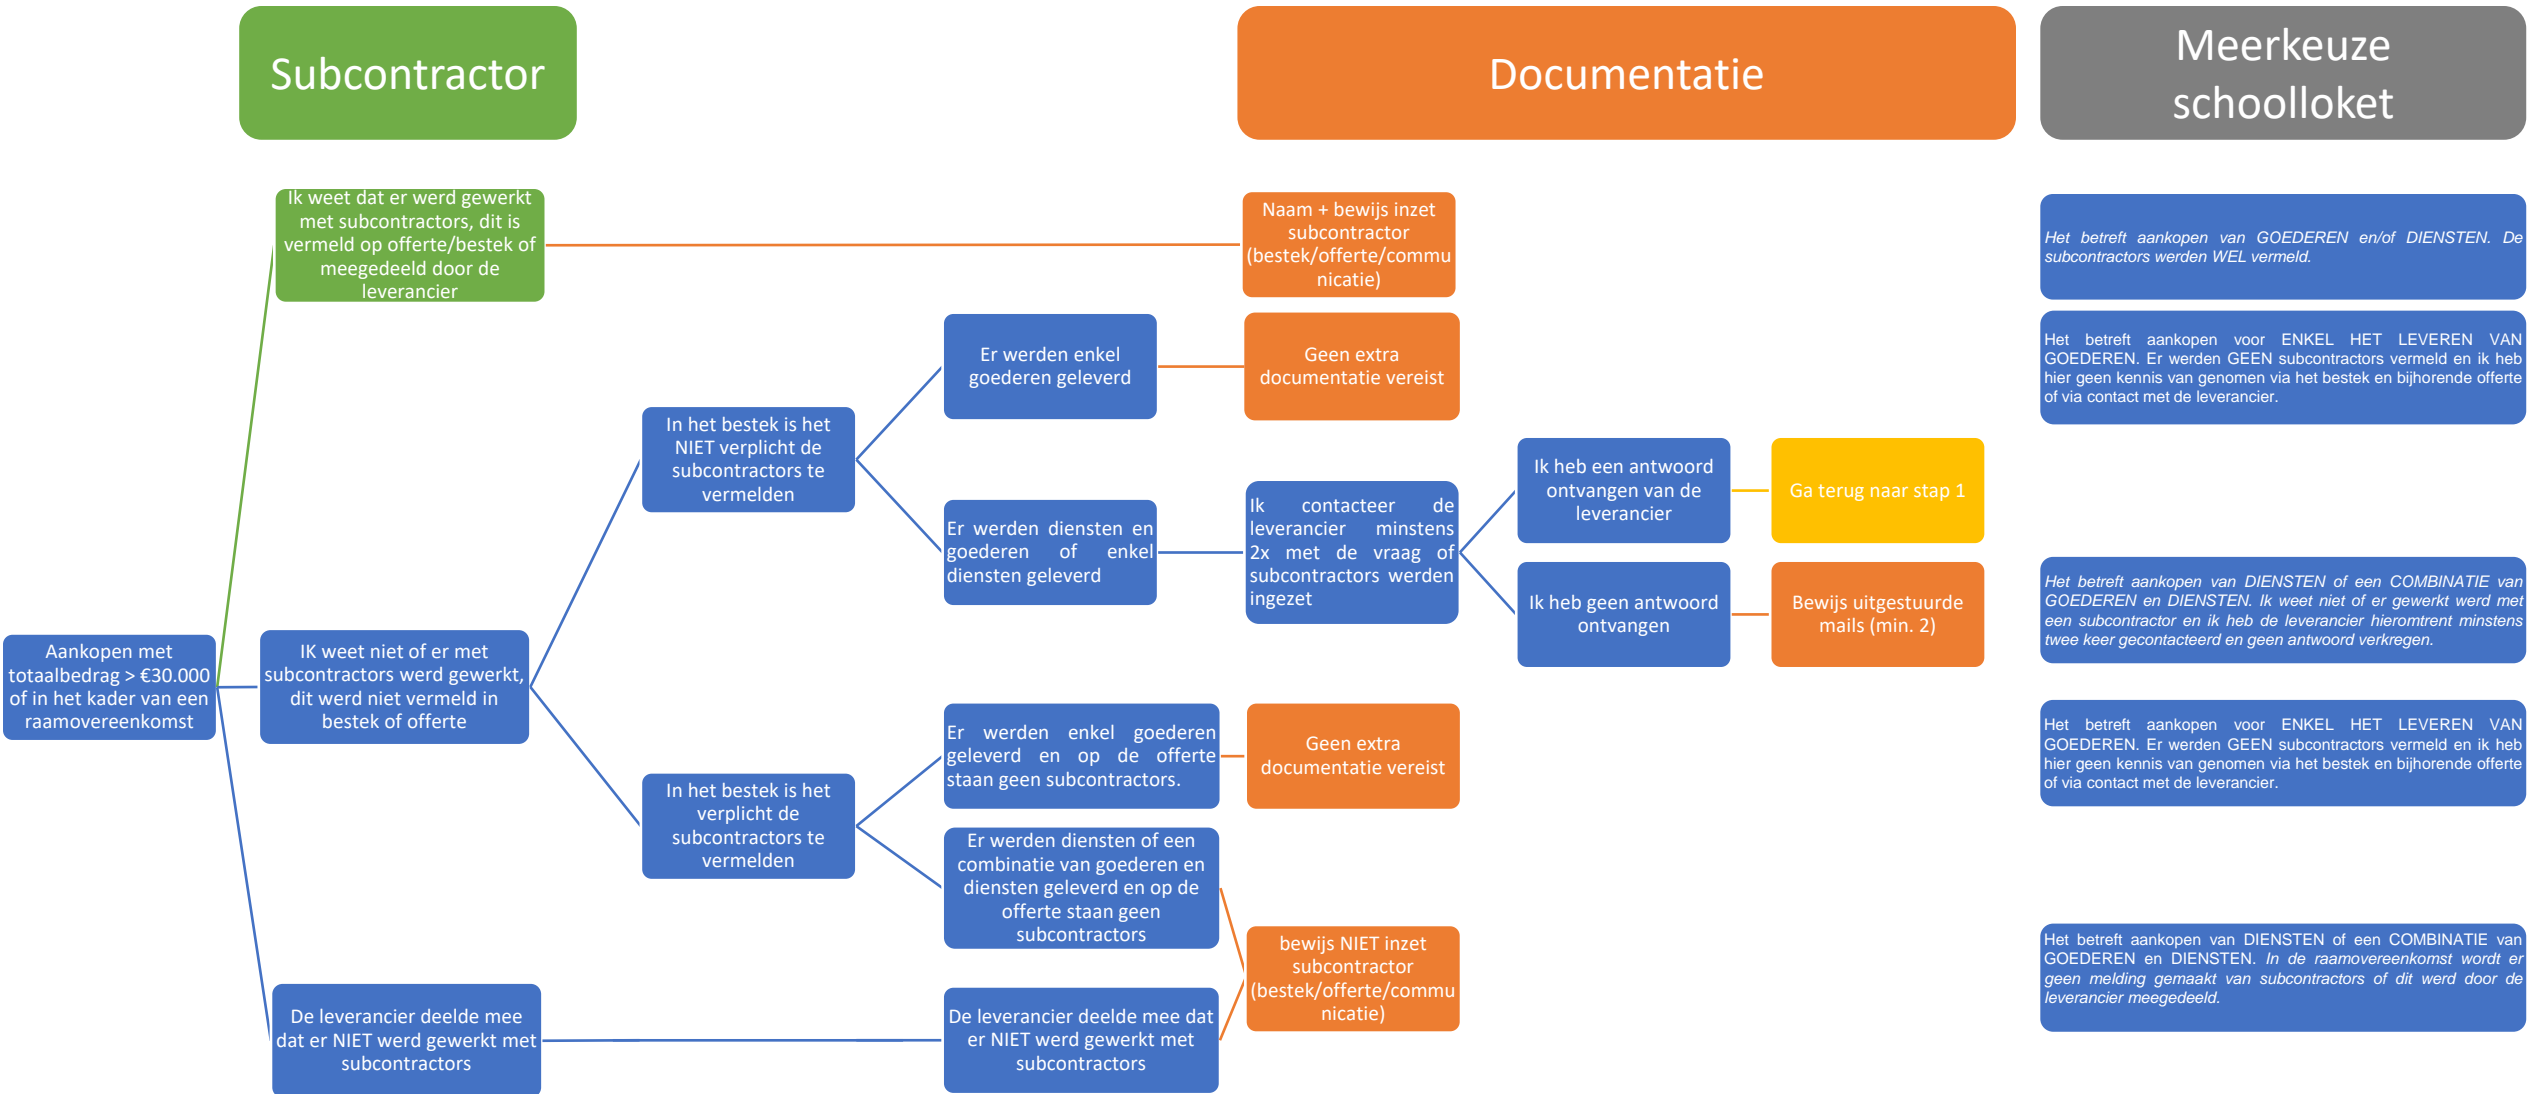 Subcontractor
Documentatie
Meerkeuze
schoolloket
Ik weet dat er werd gewerkt
met subcontractors, dit is
vermeld op offerte/bestek of
meegedeeld door de
leverancier
Naam + bewijs inzet
subcontractor
(bestek/offerte/commu
nicatie)
Het betreft aankopen van GOEDEREN en/of DIENSTEN. De
subcontractors werden WEL vermeld.
Er werden enkel
goederen geleverd
Geen extra
documentatie vereist
Het betreft aankopen voor ENKEL HET LEVEREN VAN
GOEDEREN. Er werden GEEN subcontractors vermeld en ik heb
hier geen kennis van genomen via het bestek en bijhorende offerte
of via contact met de leverancier.
In het bestek is het
NIET verplicht de
subcontractors te
vermelden
Er werden diensten en
goederen of enkel
diensten geleverd
Ik contacteer de
leverancier minstens
2x met de vraag of
subcontractors werden
ingezet
Ik heb een antwoord
ontvangen van de
leverancier
Ga terug naar stap 1
Ik heb geen antwoord
ontvangen
Bewijs uitgestuurde
mails (min. 2)
Het betreft aankopen van DIENSTEN of een COMBINATIE van
GOEDEREN en DIENSTEN. Ik weet niet of er gewerkt werd met
een subcontractor en ik heb de leverancier hieromtrent minstens
twee keer gecontacteerd en geen antwoord verkregen.
Aankopen met
totaalbedrag > €30.000
of in het kader van een
raamovereenkomst
IK weet niet of er met
subcontractors werd gewerkt,
dit werd niet vermeld in
bestek of offerte
Er werden enkel goederen
geleverd en op de offerte
staan geen subcontractors.
Geen extra
documentatie vereist
Het betreft aankopen voor ENKEL HET LEVEREN VAN
GOEDEREN. Er werden GEEN subcontractors vermeld en ik heb
hier geen kennis van genomen via het bestek en bijhorende offerte
of via contact met de leverancier.
In het bestek is het
verplicht de
subcontractors te
vermelden
Er werden diensten of een
combinatie van goederen en
diensten geleverd en op de
offerte staan geen
subcontractors
bewijs NIET inzet
subcontractor
(bestek/offerte/commu
nicatie)
Het betreft aankopen van DIENSTEN of een COMBINATIE van
GOEDEREN en DIENSTEN. In de raamovereenkomst wordt er
geen melding gemaakt van subcontractors of dit werd door de
leverancier meegedeeld.
De leverancier deelde mee
dat er NIET werd gewerkt met
subcontractors
De leverancier deelde mee dat
er NIET werd gewerkt met
subcontractors